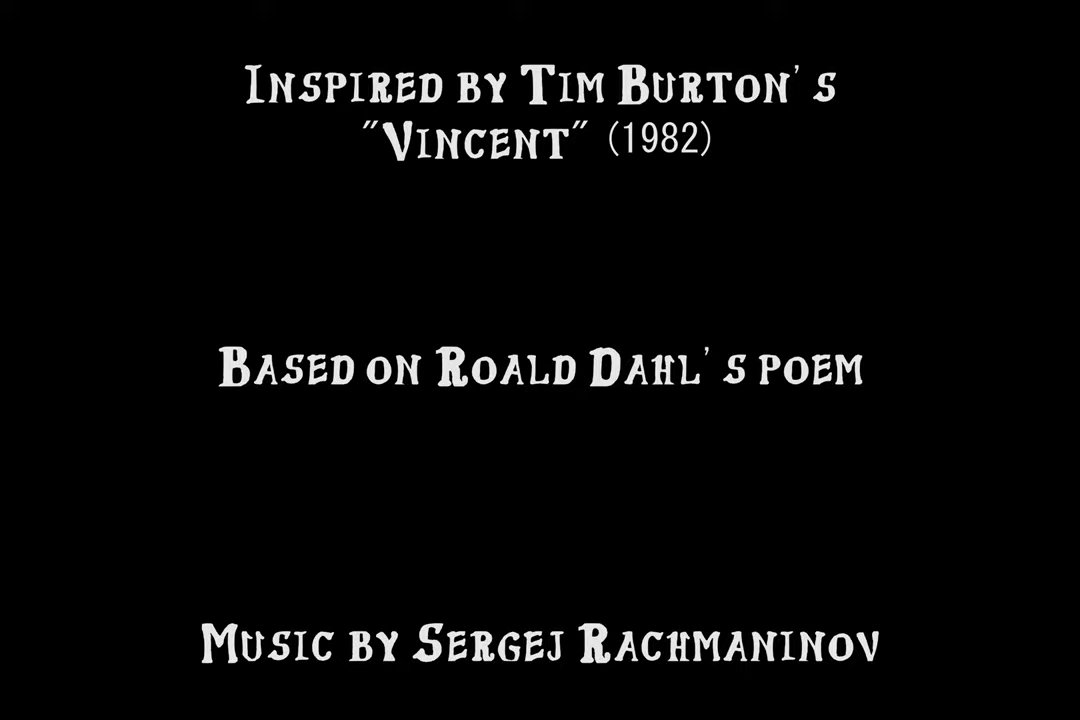 Inspired by Tim Burton's
"Vincent" (1982)
Based on Roald Dahl's poem
Music by Sergej Rachmaninov